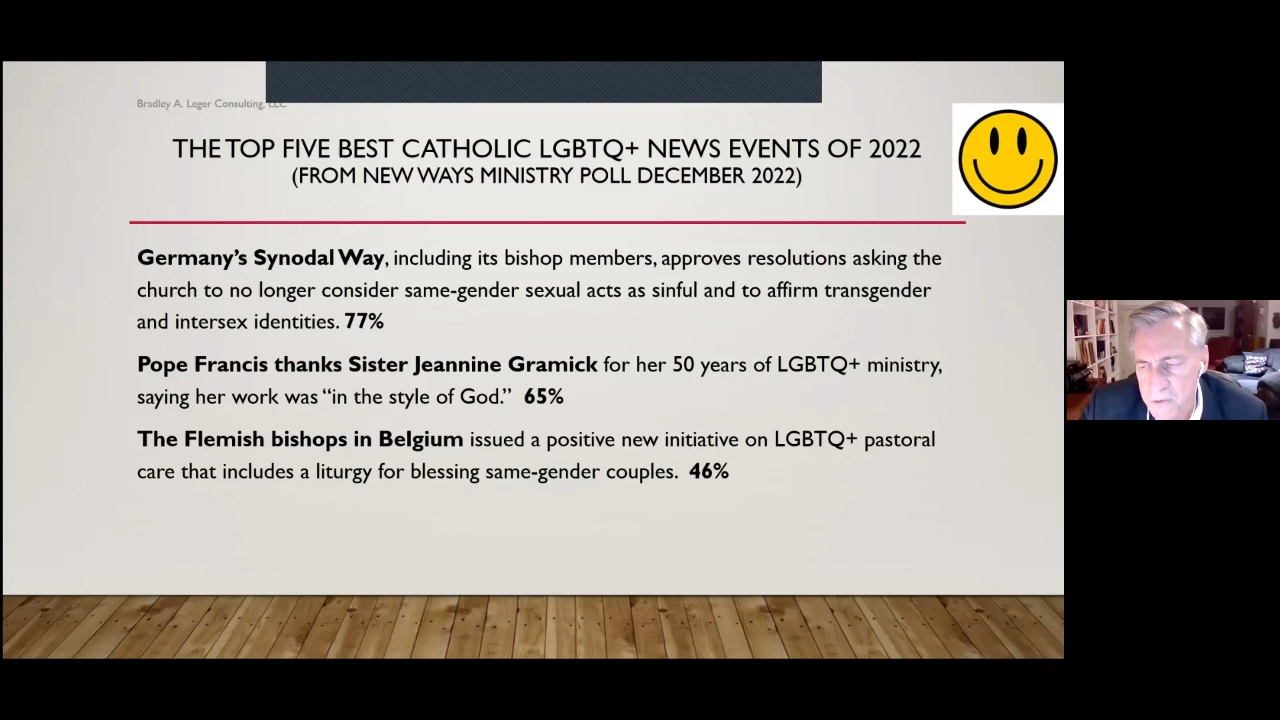 Bradley A. Leger Consulting, LLC
THE TOP FIVE BEST CATHOLIC LGBTQ+ NEWS EVENTS OF 2022
(FROM NEW WAYS MINISTRY POLL DECEMBER 2022)
Germany’s Synodal Way, including its bishop members, approves resolutions asking the
church to no longer consider same-gender sexual acts as sinful and to affirm transgender
and intersex identities. 77%
Pope Francis thanks Sister Jeannine Gramick for her 50 years of LGBTQ+ ministry,
saying her work was “in the style of God.” 65%
The Flemish bishops in Belgium issued a positive new initiative on LGBTQ+ pastoral
care that includes a liturgy for blessing same-gender couples. 46%